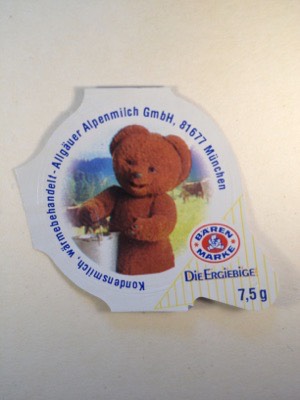 Kondensmilch, wärmebehandelt - Allgäuer Alpenmilch GmbH, 81677 München
BÄREN
MARKE
DIE ERGIEBIGE
7,5 g